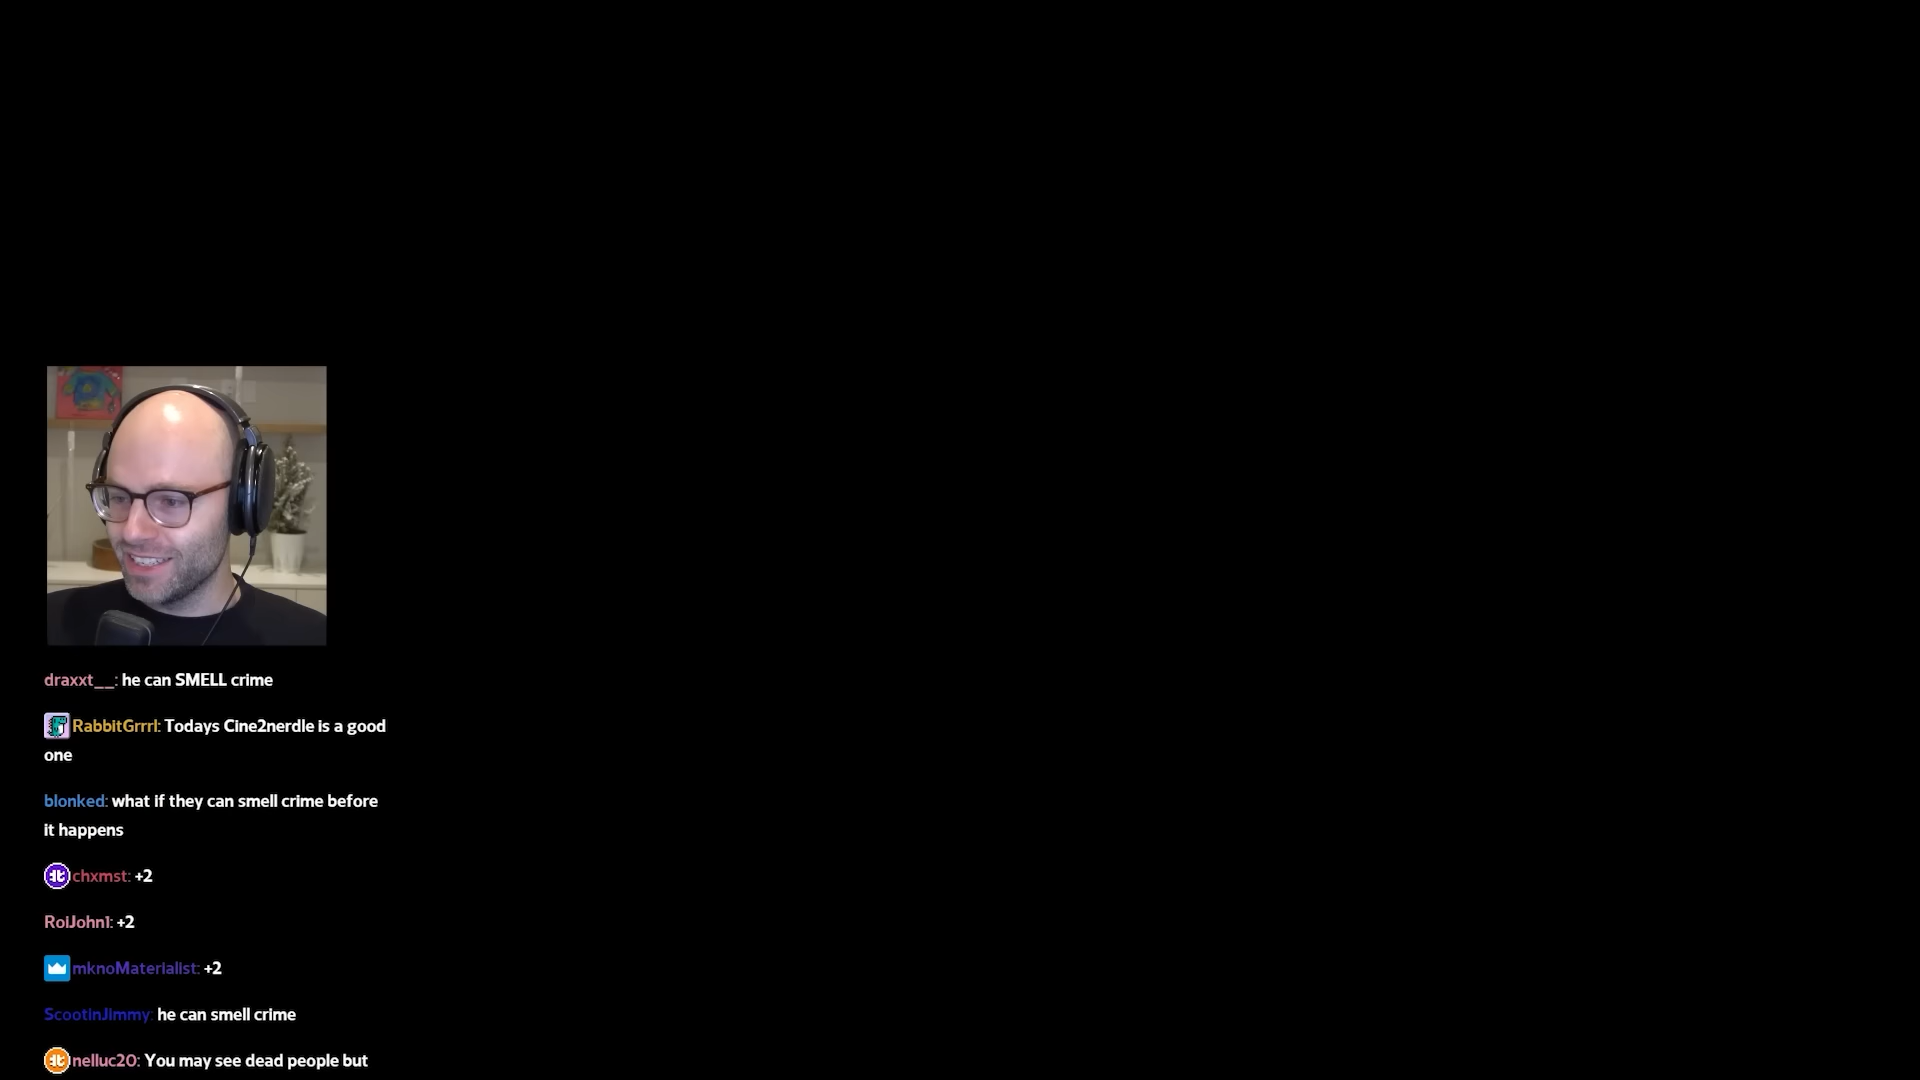 draxxt__: he can SMELL crime
RabbitGrrrl: Todays Cine2nerdle is a good
one
blonked: what if they can smell crime before
it happens
chxmst: +2
RoiJohn1: +2
mknoMaterialist: +2
ScootinJimmy: he can smell crime
nelluc20: You may see dead people but